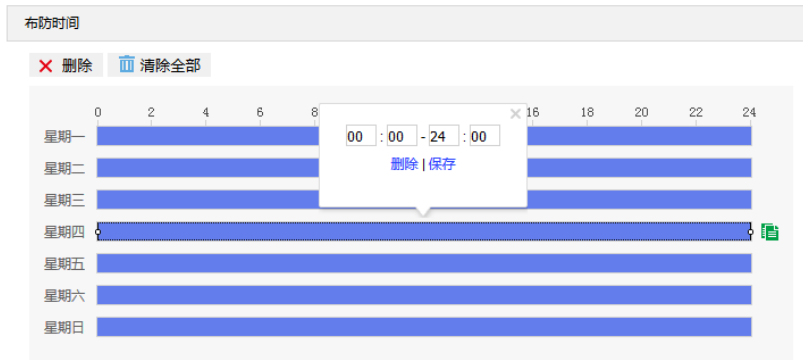 布防时间
删除 清除全部
0 2 4 6 8 16 18 20 22 24
00 : 00 - 24 : 00
删除 | 保存
星期一
星期二
星期三
星期四
星期五
星期六
星期日